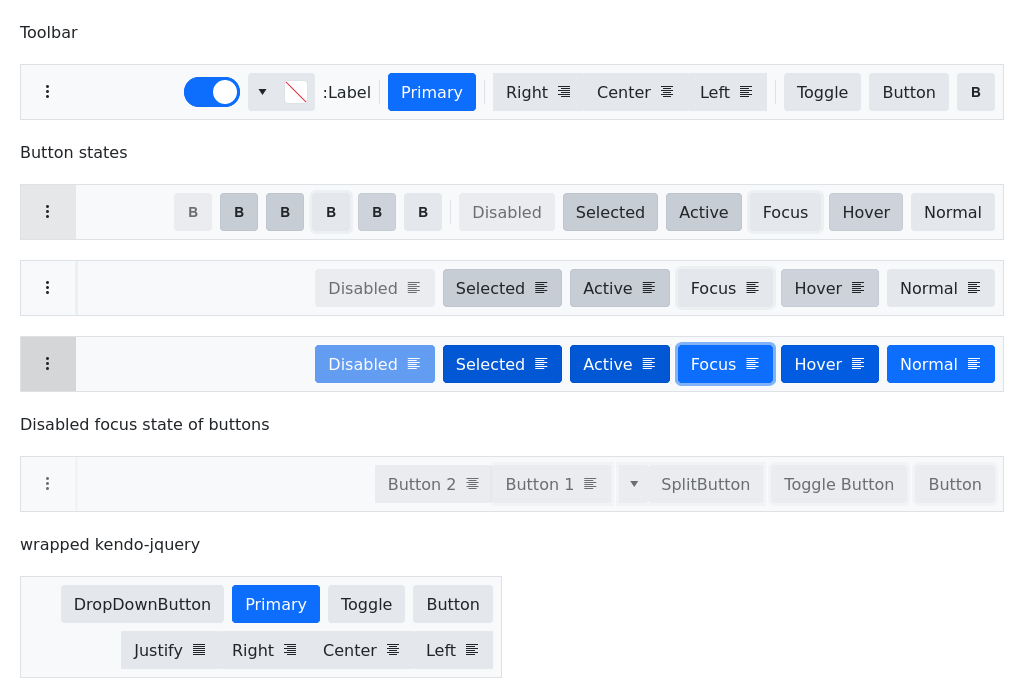 Toolbar
:Label Primary Right Center Left Toggle Button B
Button states
B B B B B B Disabled Selected Active Focus Hover Normal
Disabled Selected Active Focus Hover Normal
Disabled Selected Active Focus Hover Normal
Disabled focus state of buttons
Button 2 Button 1 SplitButton Toggle Button Button
wrapped kendo-jquery
DropDownButton Primary Toggle Button
Justify Right Center Left